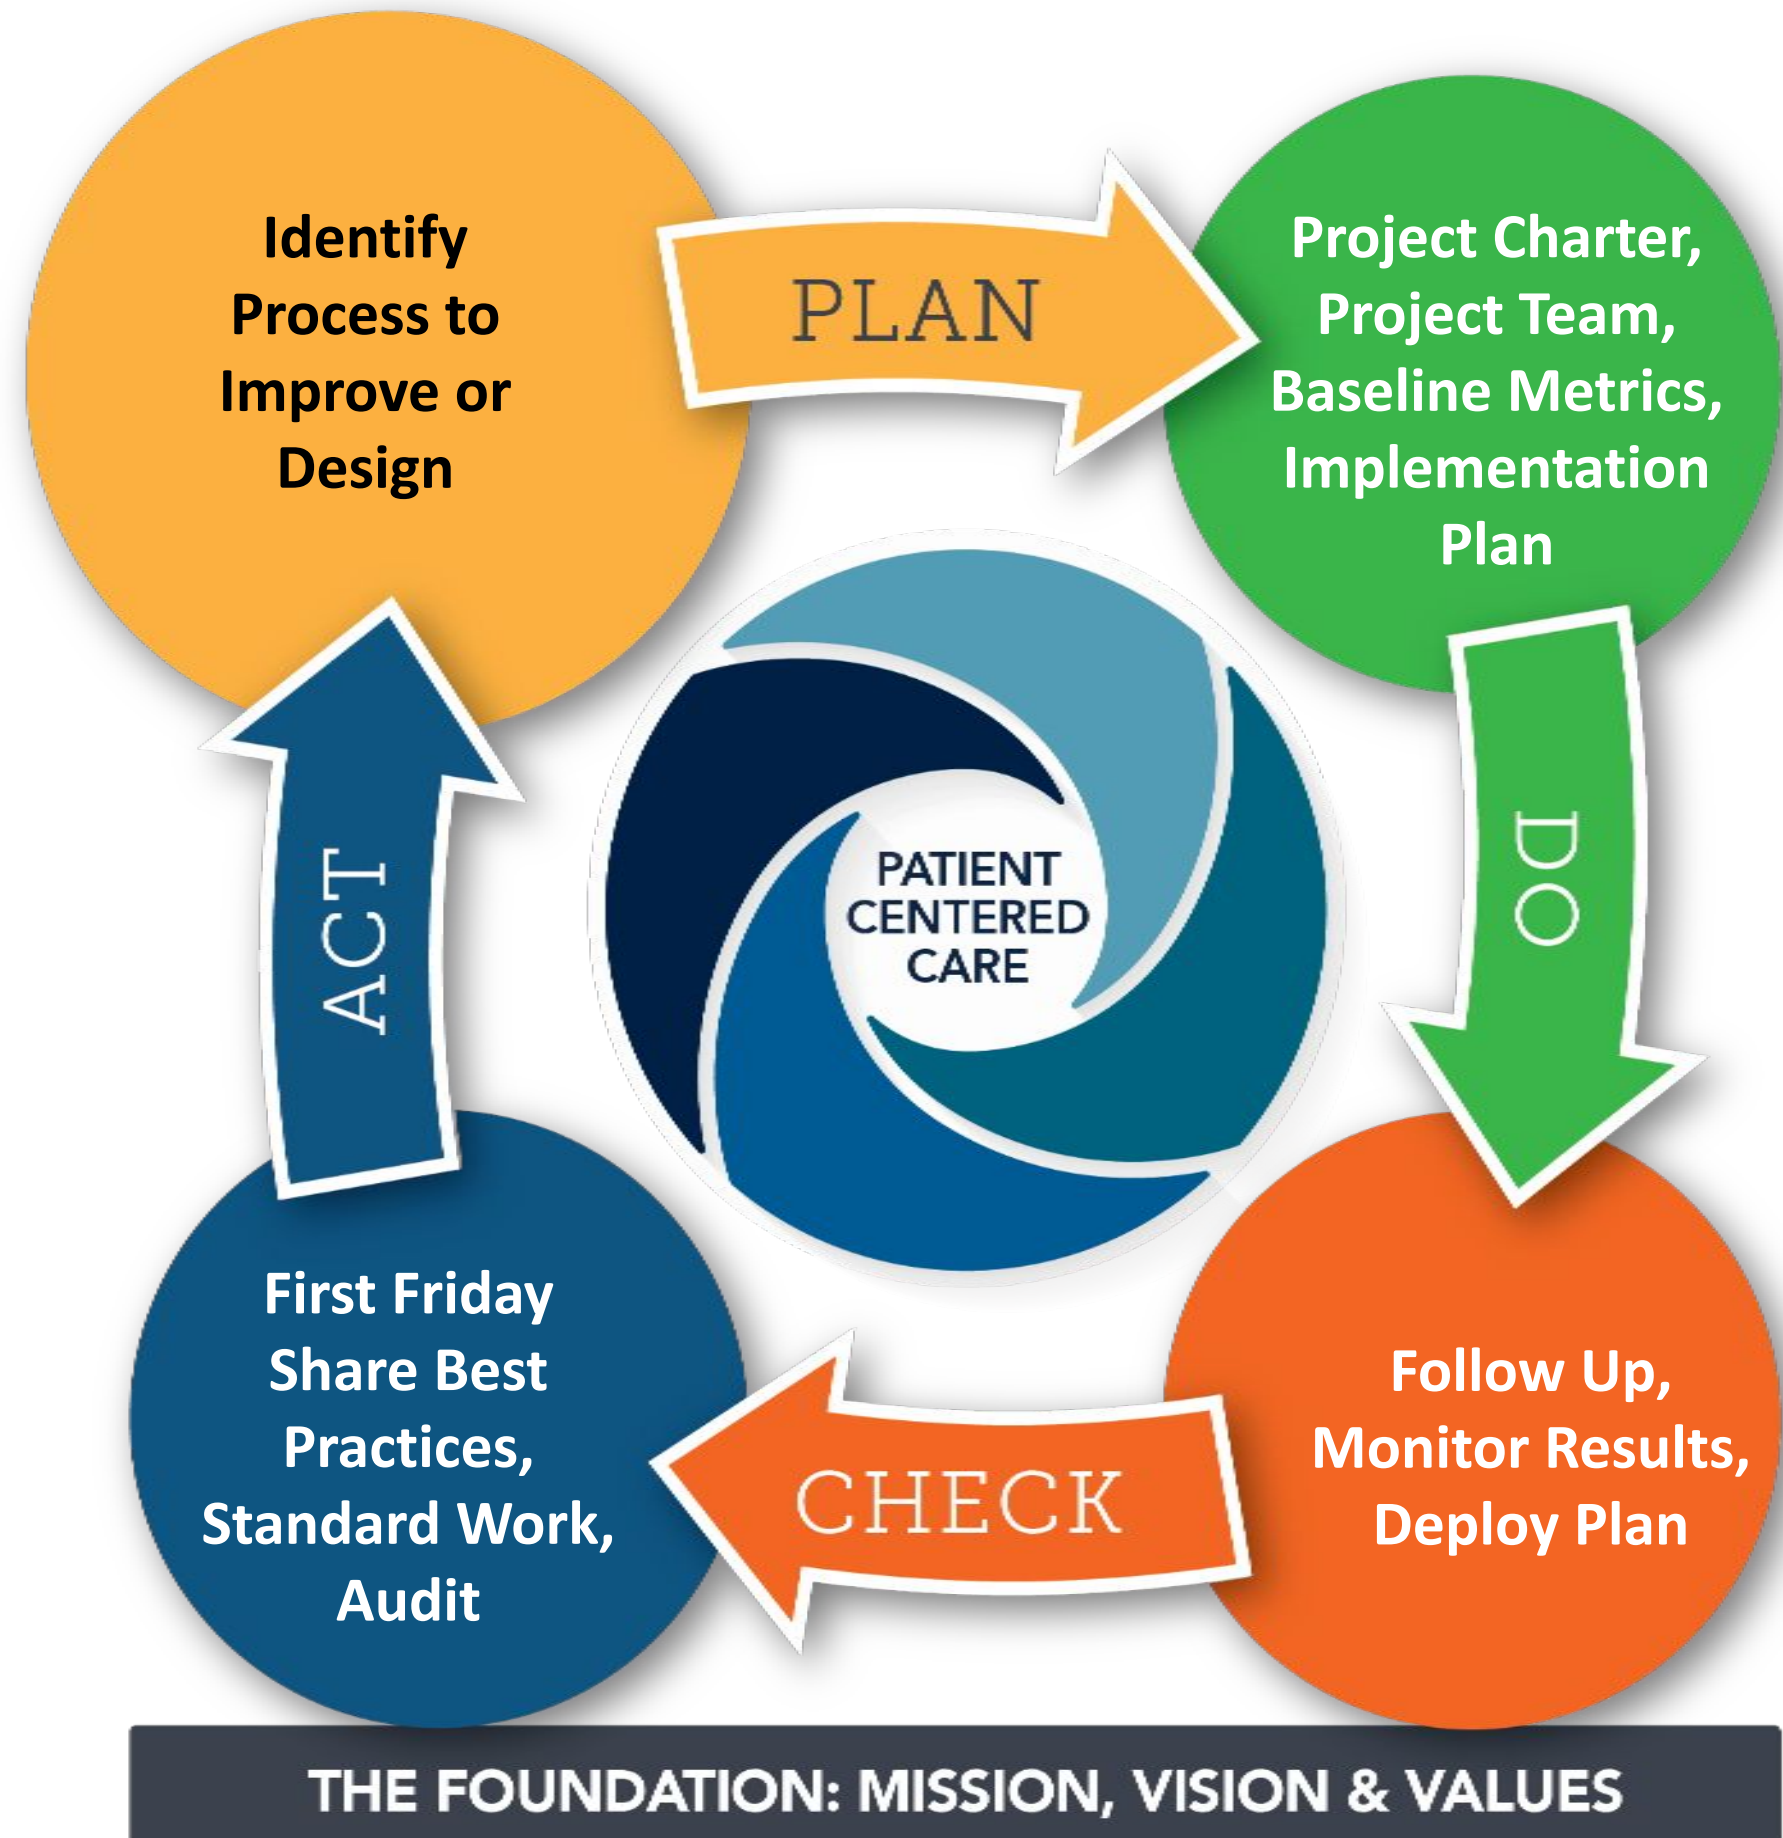 Identify
Process to
Improve or
Design
PLAN
Project Charter,
Project Team,
Baseline Metrics,
Implementation
Plan
DO
Follow Up,
Monitor Results,
Deploy Plan
CHECK
First Friday
Share Best
Practices,
Standard Work,
Audit
ACT
PATIENT
CENTERED
CARE
THE FOUNDATION: MISSION, VISION & VALUES